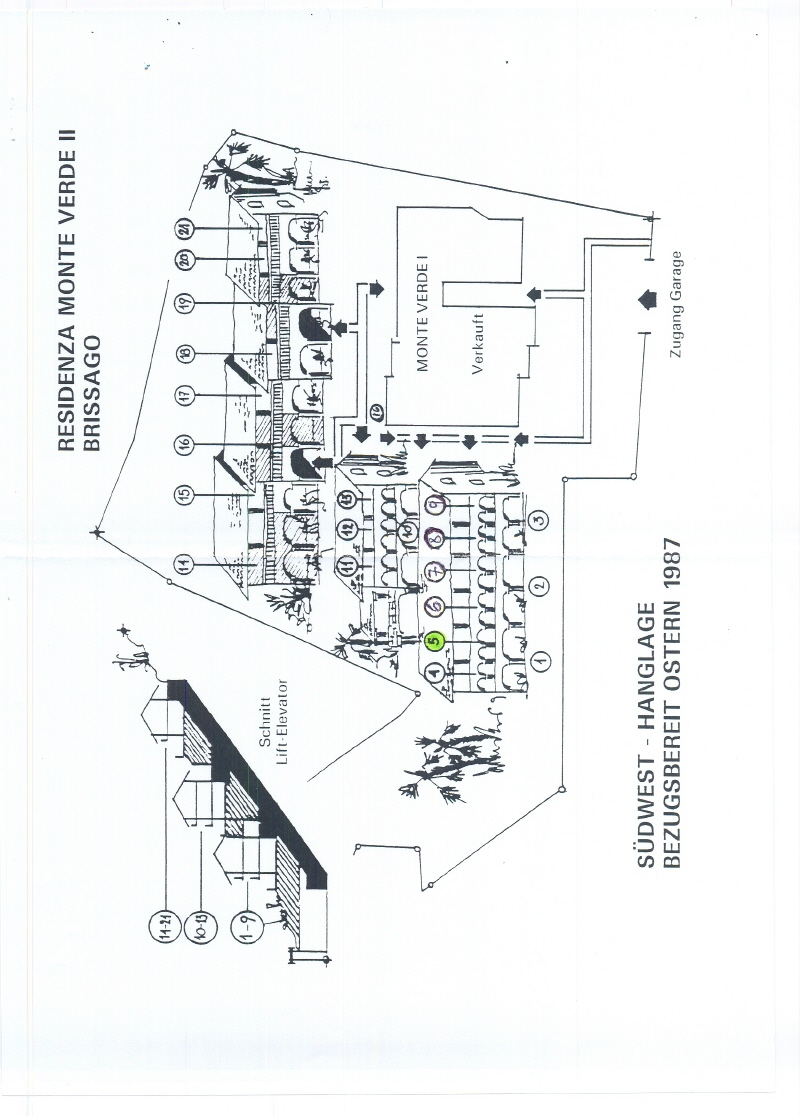 RESIDENZA MONTE VERDE II
BRISSAGO
14-21
10-13
1-9
14 15 16 17 18 19 20 21
Schnitt
Lift-Elevator
11 12 13
10
MONTE VERDE I
Verkauft
4 5 6 7 8 9
1 2 3
SÜDWEST - HANGLAGE
BEZUGSBEREIT OSTERN 1987
Zugang Garage